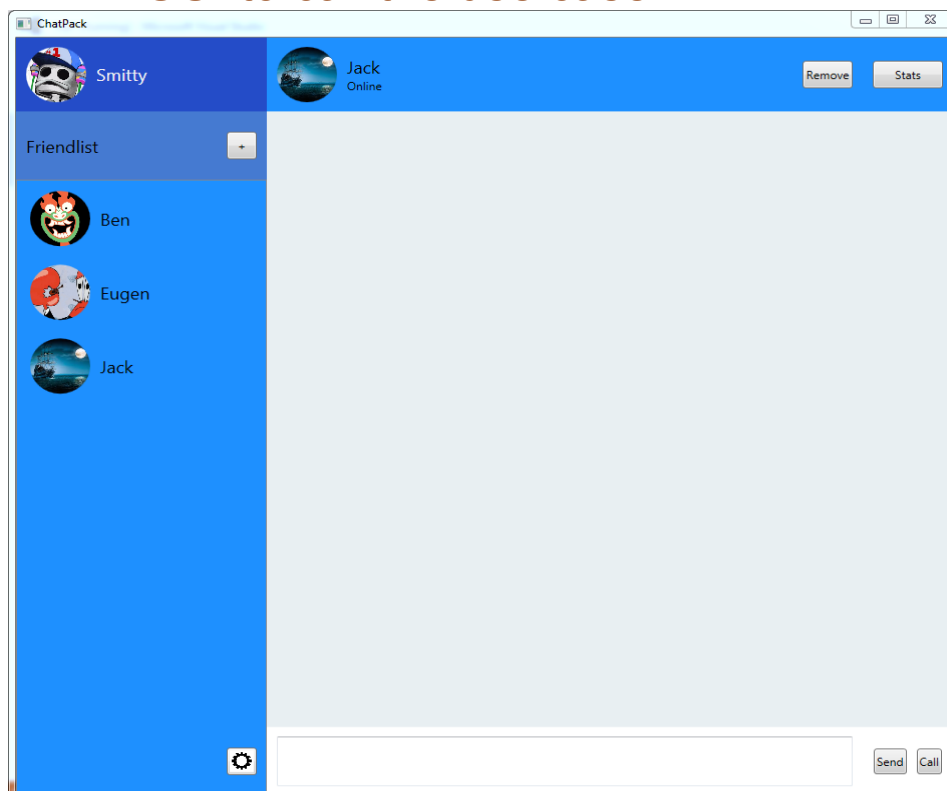 ChatPack
Smitty
Jack
Online
Remove
Stats
Friendlist
+
Ben
Eugen
Jack
Send
Call